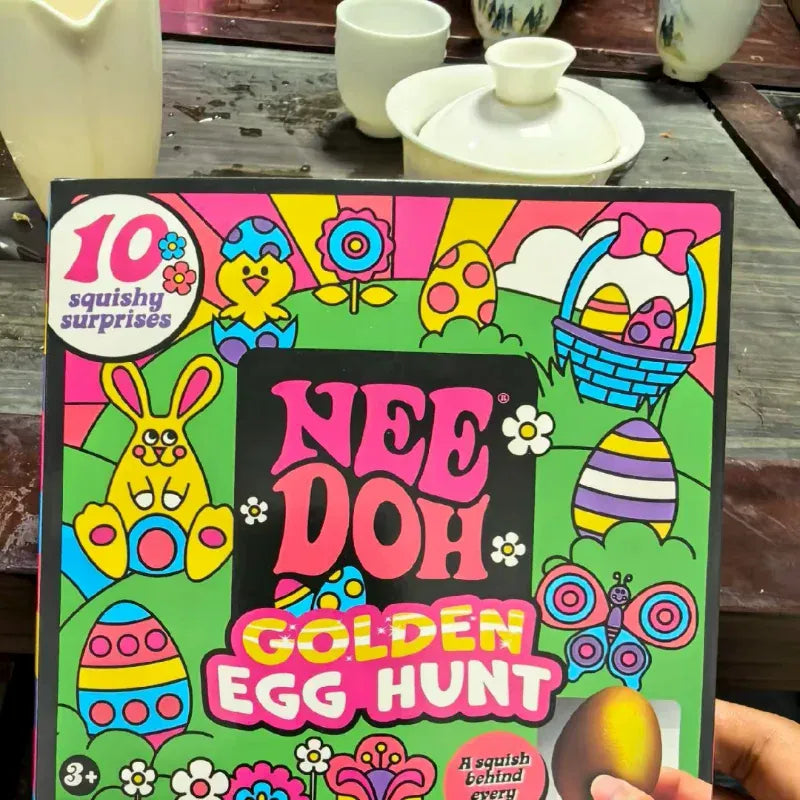 10
squishy
surprises
NEE®
DOH
GOLDEN
EGG HUNT
3+
A squish
behind
every